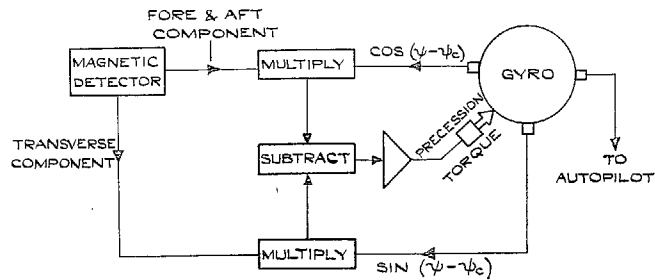 FORE & AFT
COMPONENT
MAGNETIC
DETECTOR
MULTIPLY
COS (ψ-ψc)
GYRO
TRANSVERSE
COMPONENT
SUBTRACT
PRECESSION
TORQUE
TO
AUTOPILOT
MULTIPLY
SIN (ψ-ψc)